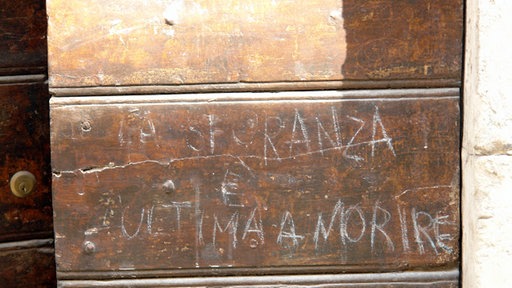 LA SPERANZA
È
L'ULTIMA A MORIRE